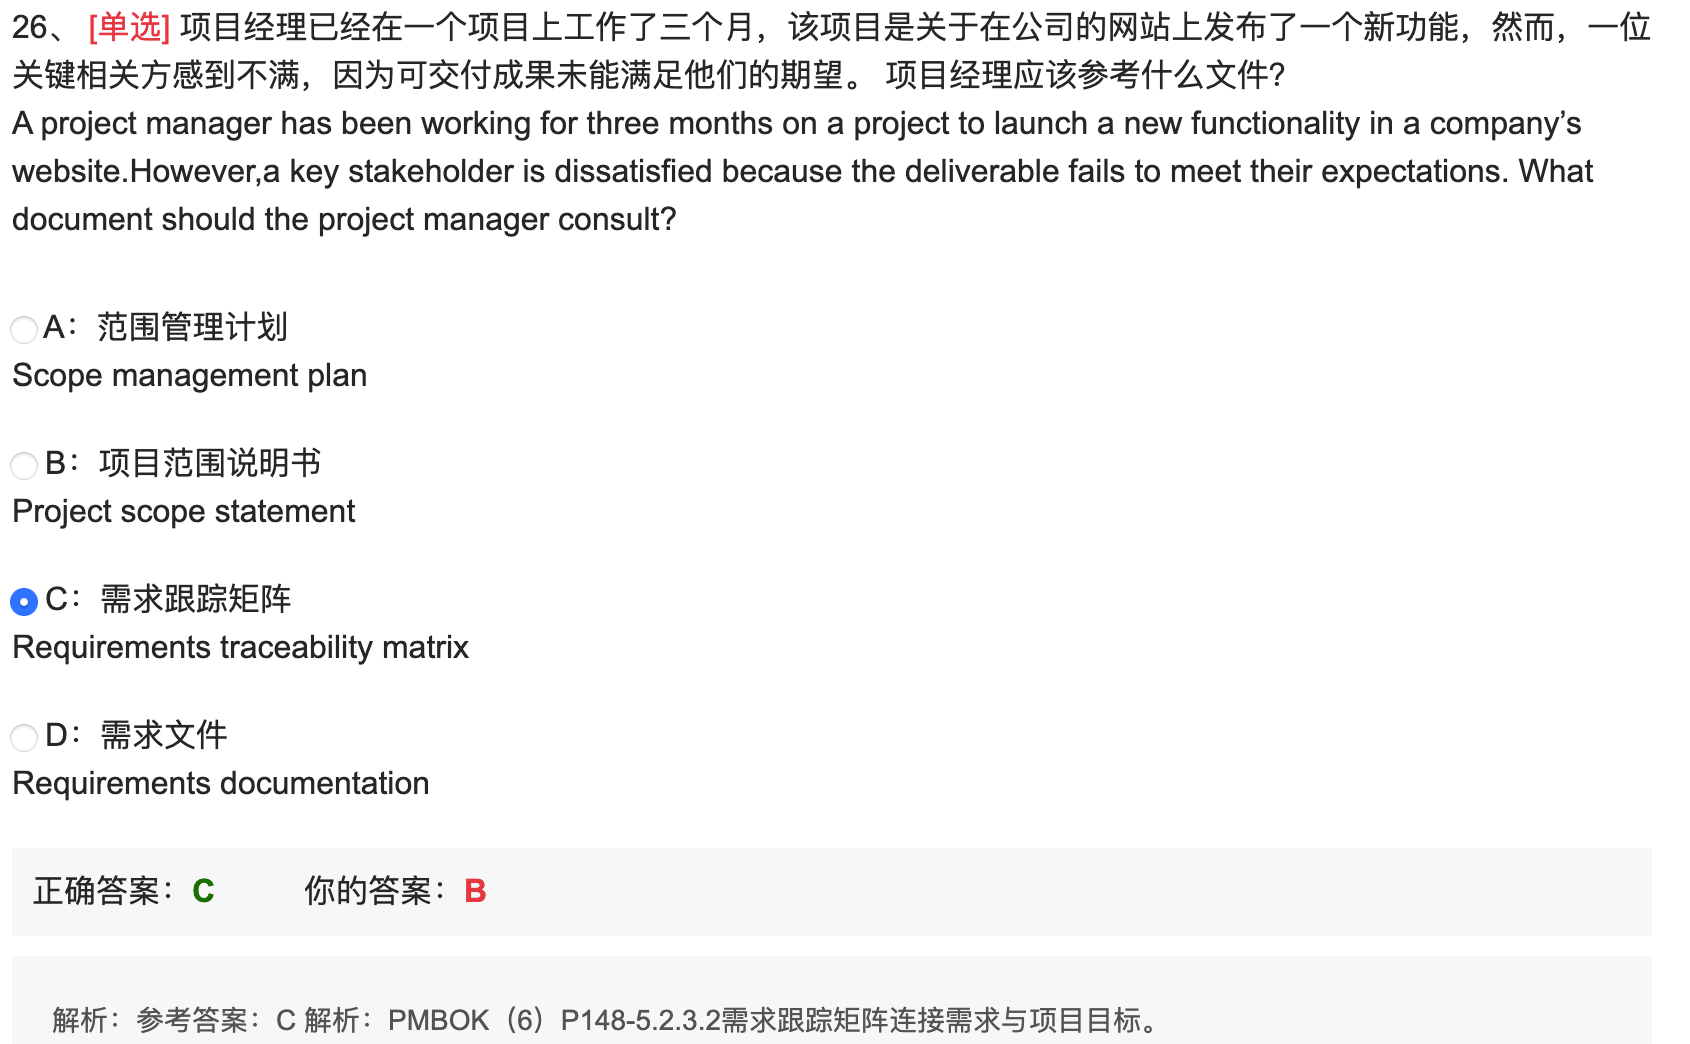 26、 [单选] 项目经理已经在一个项目上工作了三个月，该项目是关于在公司的网站上发布了一个新功能，然而，一位
关键相关方感到不满，因为可交付成果未能满足他们的期望。 项目经理应该参考什么文件?
A project manager has been working for three months on a project to launch a new functionality in a company’s
website.However,a key stakeholder is dissatisfied because the deliverable fails to meet their expectations. What
document should the project manager consult?
A：范围管理计划
Scope management plan
B：项目范围说明书
Project scope statement
C：需求跟踪矩阵
Requirements traceability matrix
D：需求文件
Requirements documentation
正确答案：C 你的答案：B
解析：参考答案：C 解析：PMBOK（6）P148-5.2.3.2需求跟踪矩阵连接需求与项目目标。